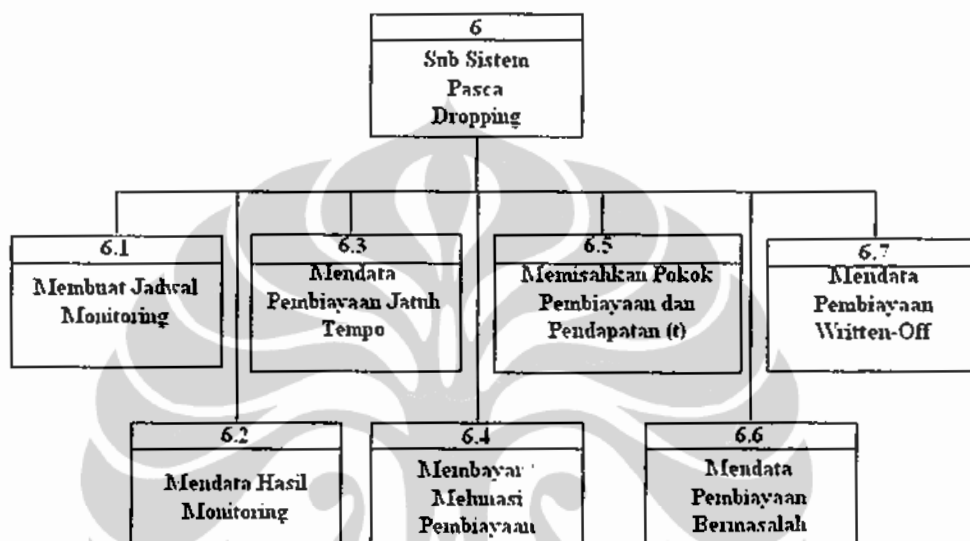 6
Sub Sistem
Pasca
Dropping
6.1
Membuat Jadwal
Monitoring
6.3
Mendata
Pembiayaan Jatuh
Tempo
6.5
Memisahkan Pokok
Pembiayaan dan
Pendapatan (t)
6.7
Mendata
Pembiayaan
Written-Off
6.2
Mendata Hasil
Monitoring
6.4
Membayar
Melunasi
Pembiayaan
6.6
Mendata
Pembiayaan
Bermasalah